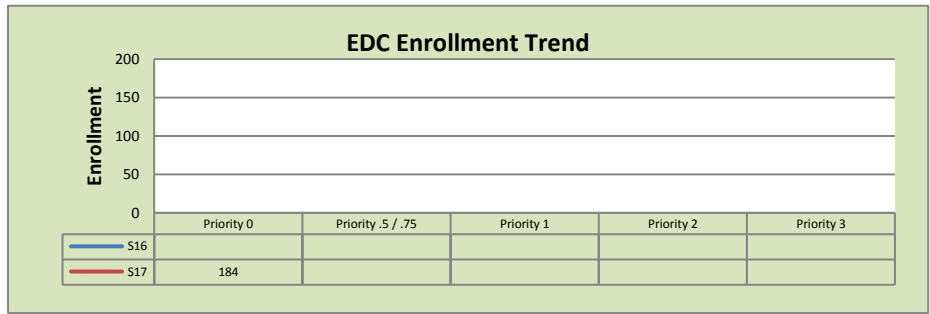 EDC Enrollment Trend
200
150
100
50
0
Enrollment
Priority 0 Priority .5 / .75 Priority 1 Priority 2 Priority 3
S16
S17 184